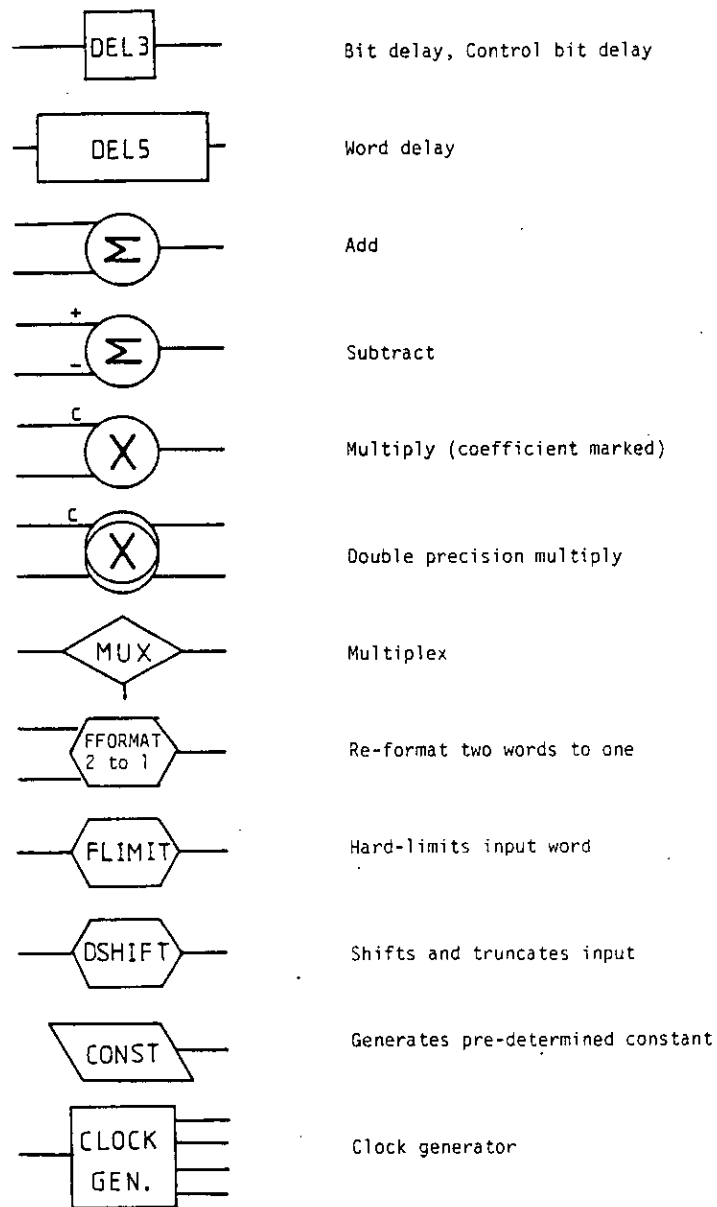 DEL3 Bit delay, Control bit delay
DEL5 Word delay
Σ Add
+
- Σ Subtract
C
X Multiply (coefficient marked)
C
X Double precision multiply
MUX Multiplex
FFORMAT
2 to 1 Re-format two words to one
FLIMIT Hard-limits input word
DSHIFT Shifts and truncates input
CONST Generates pre-determined constant
CLOCK
GEN. Clock generator